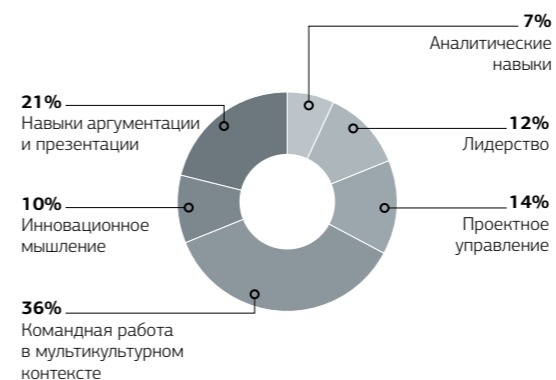 7%
Аналитические
навыки
21%
Навыки аргументации
и презентации
12%
Лидерство
10%
Инновационное
мышление
14%
Проектное
управление
36%
Командная работа
в мультикультурном
контексте